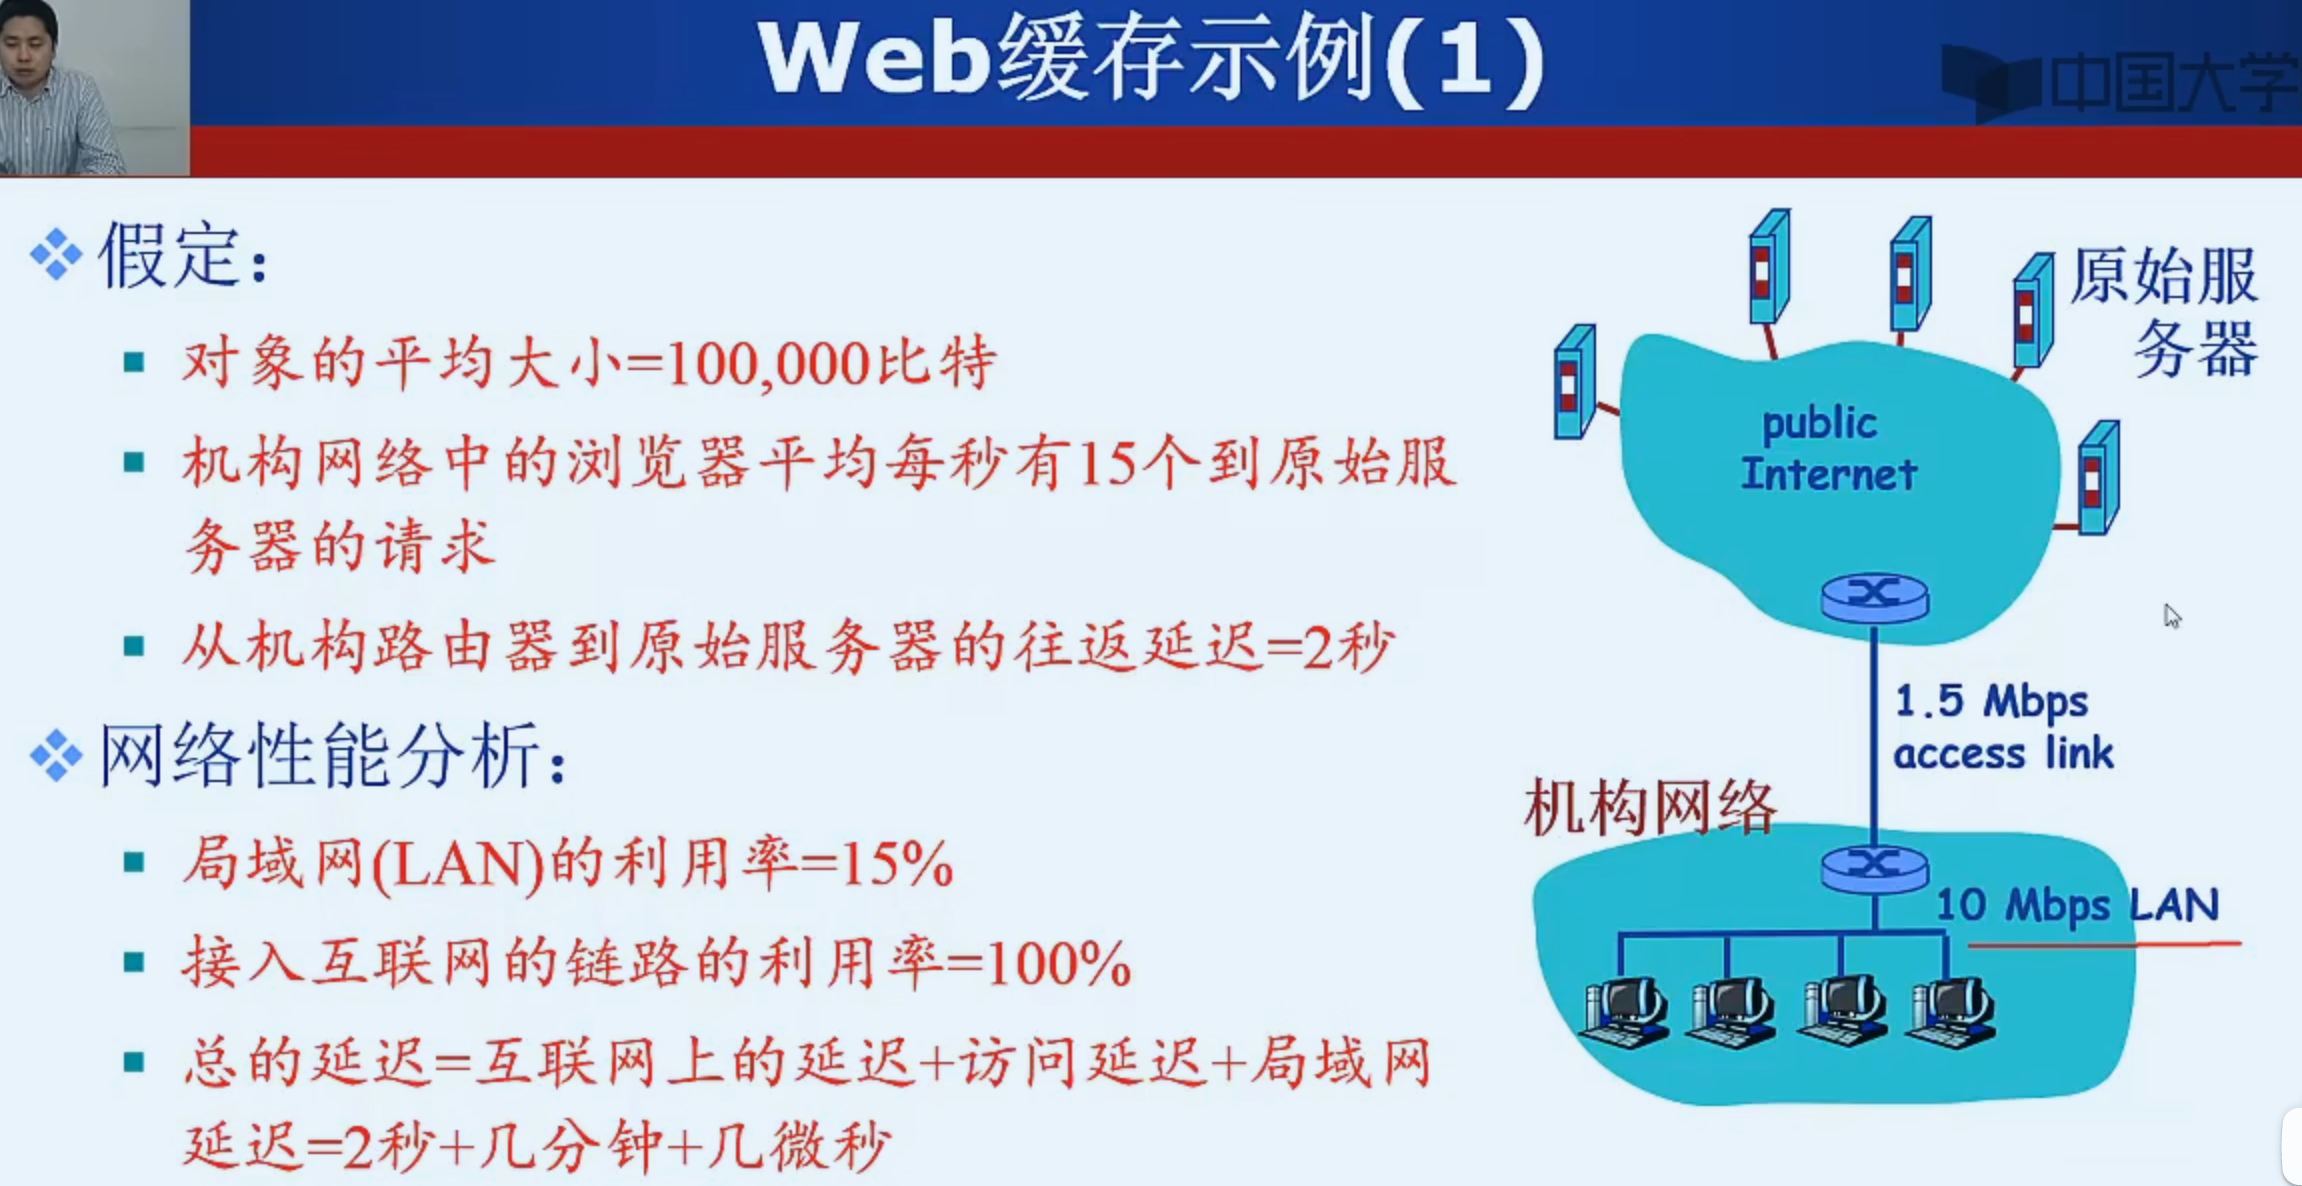 Web缓存示例(1)
中国大学
假定：
对象的平均大小=100,000比特
机构网络中的浏览器平均每秒有15个到原始服
务器的请求
从机构路由器到原始服务器的往返延迟=2秒
网络性能分析：
局域网(LAN)的利用率=15%
接入互联网的链路的利用率=100%
总的延迟=互联网上的延迟+访问延迟+局域网
延迟=2秒+几分钟+几微秒
原始服
务器
public
Internet
1.5 Mbps
access link
机构网络
10 Mbps LAN